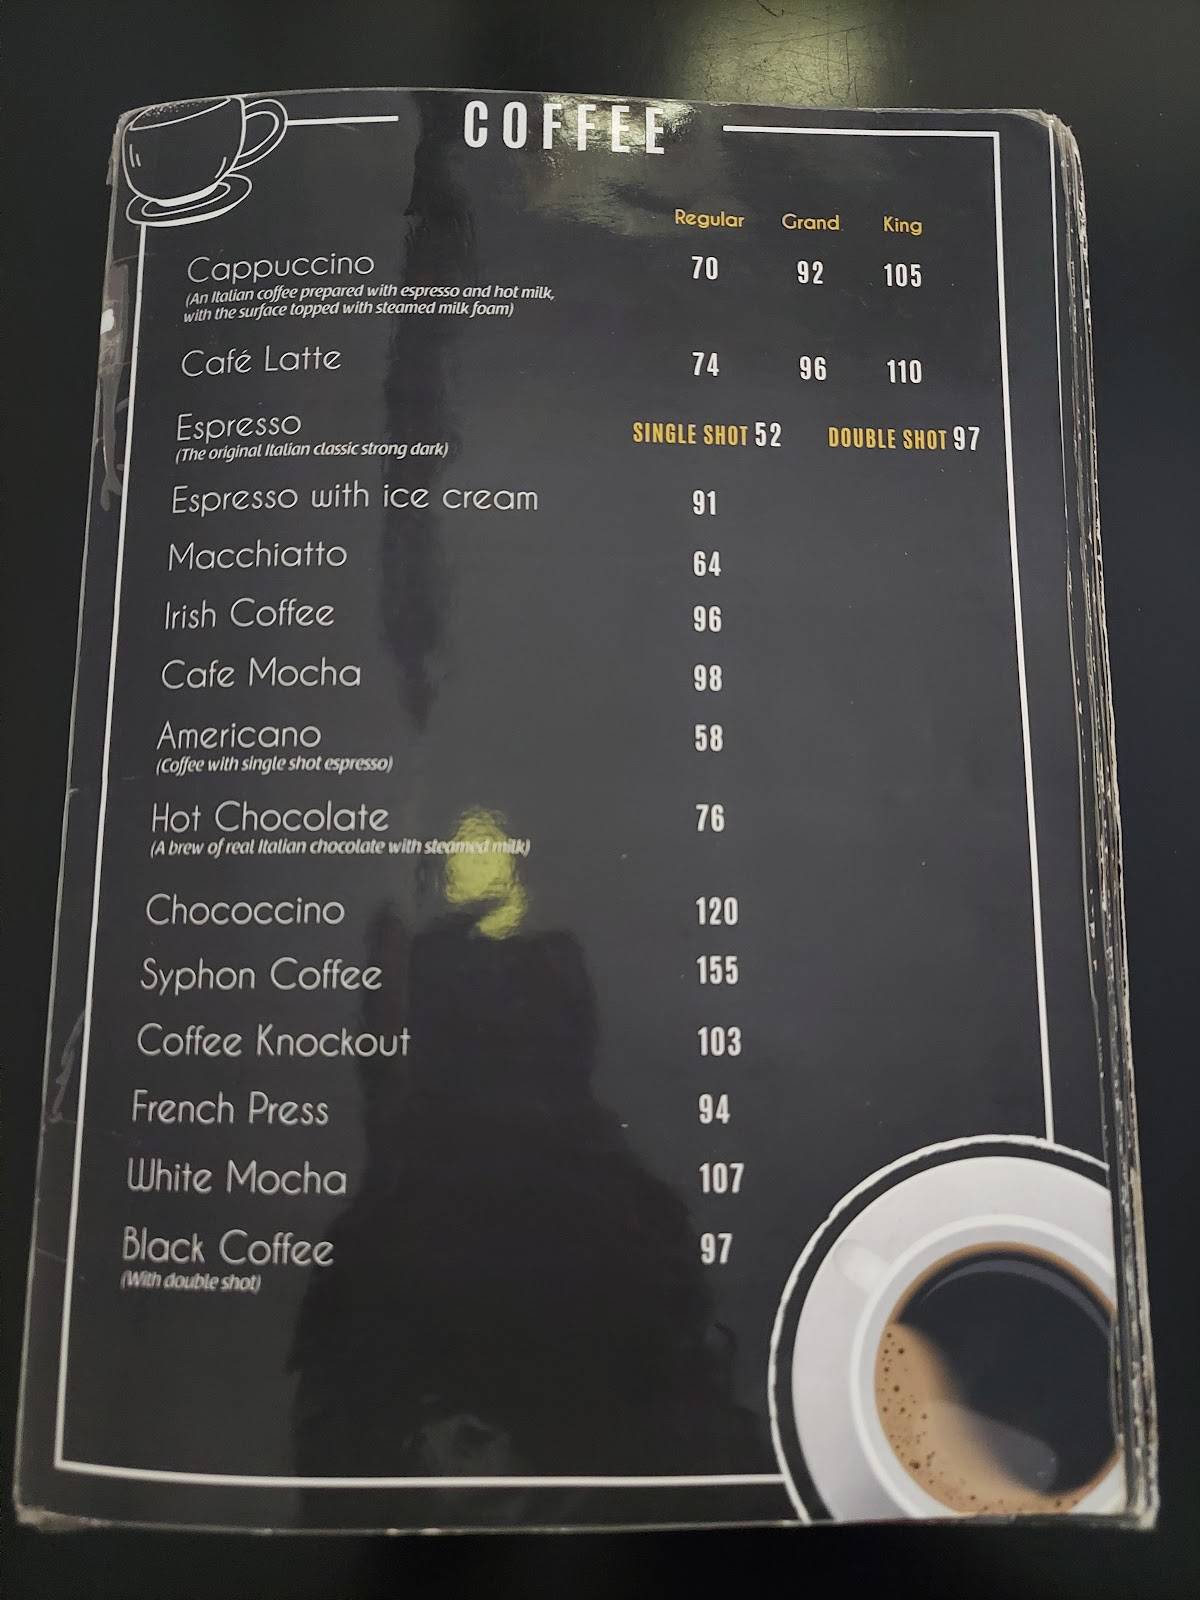 COFFEE
Regular Grand King
Cappuccino 70 92 105
(An Italian coffee prepared with espresso and hot milk,
with the surface topped with steamed milk foam)
Café Latte 74 96 110
Espresso SINGLE SHOT 52 DOUBLE SHOT 97
(The original Italian classic strong dark)
Espresso with ice cream 91
Macchiatto 64
Irish Coffee 96
Cafe Mocha 98
Americano 58
(Coffee with single shot espresso)
Hot Chocolate 76
(A brew of real Italian chocolate with steamed milk)
Chococcino 120
Syphon Coffee 155
Coffee Knockout 103
French Press 94
White Mocha 107
Black Coffee 97
(With double shot)